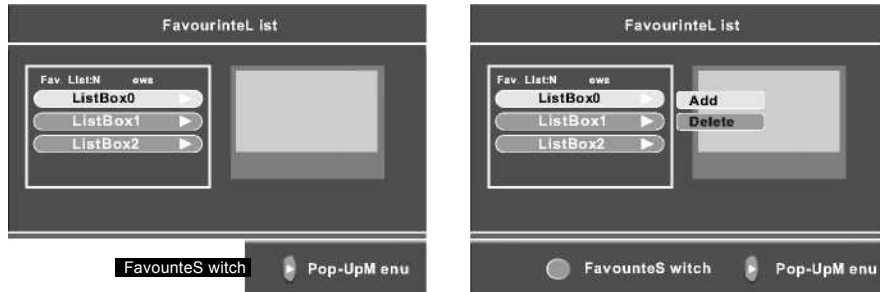 FavourinteL ist
Fav. List:N ows
ListBox0
ListBox1
ListBox2
FavounteS witch Pop-UpM enu
FavourinteL ist
Fav List:N ows
ListBox0 Add
ListBox1 Delete
ListBox2
FavounteS witch Pop-UpM enu